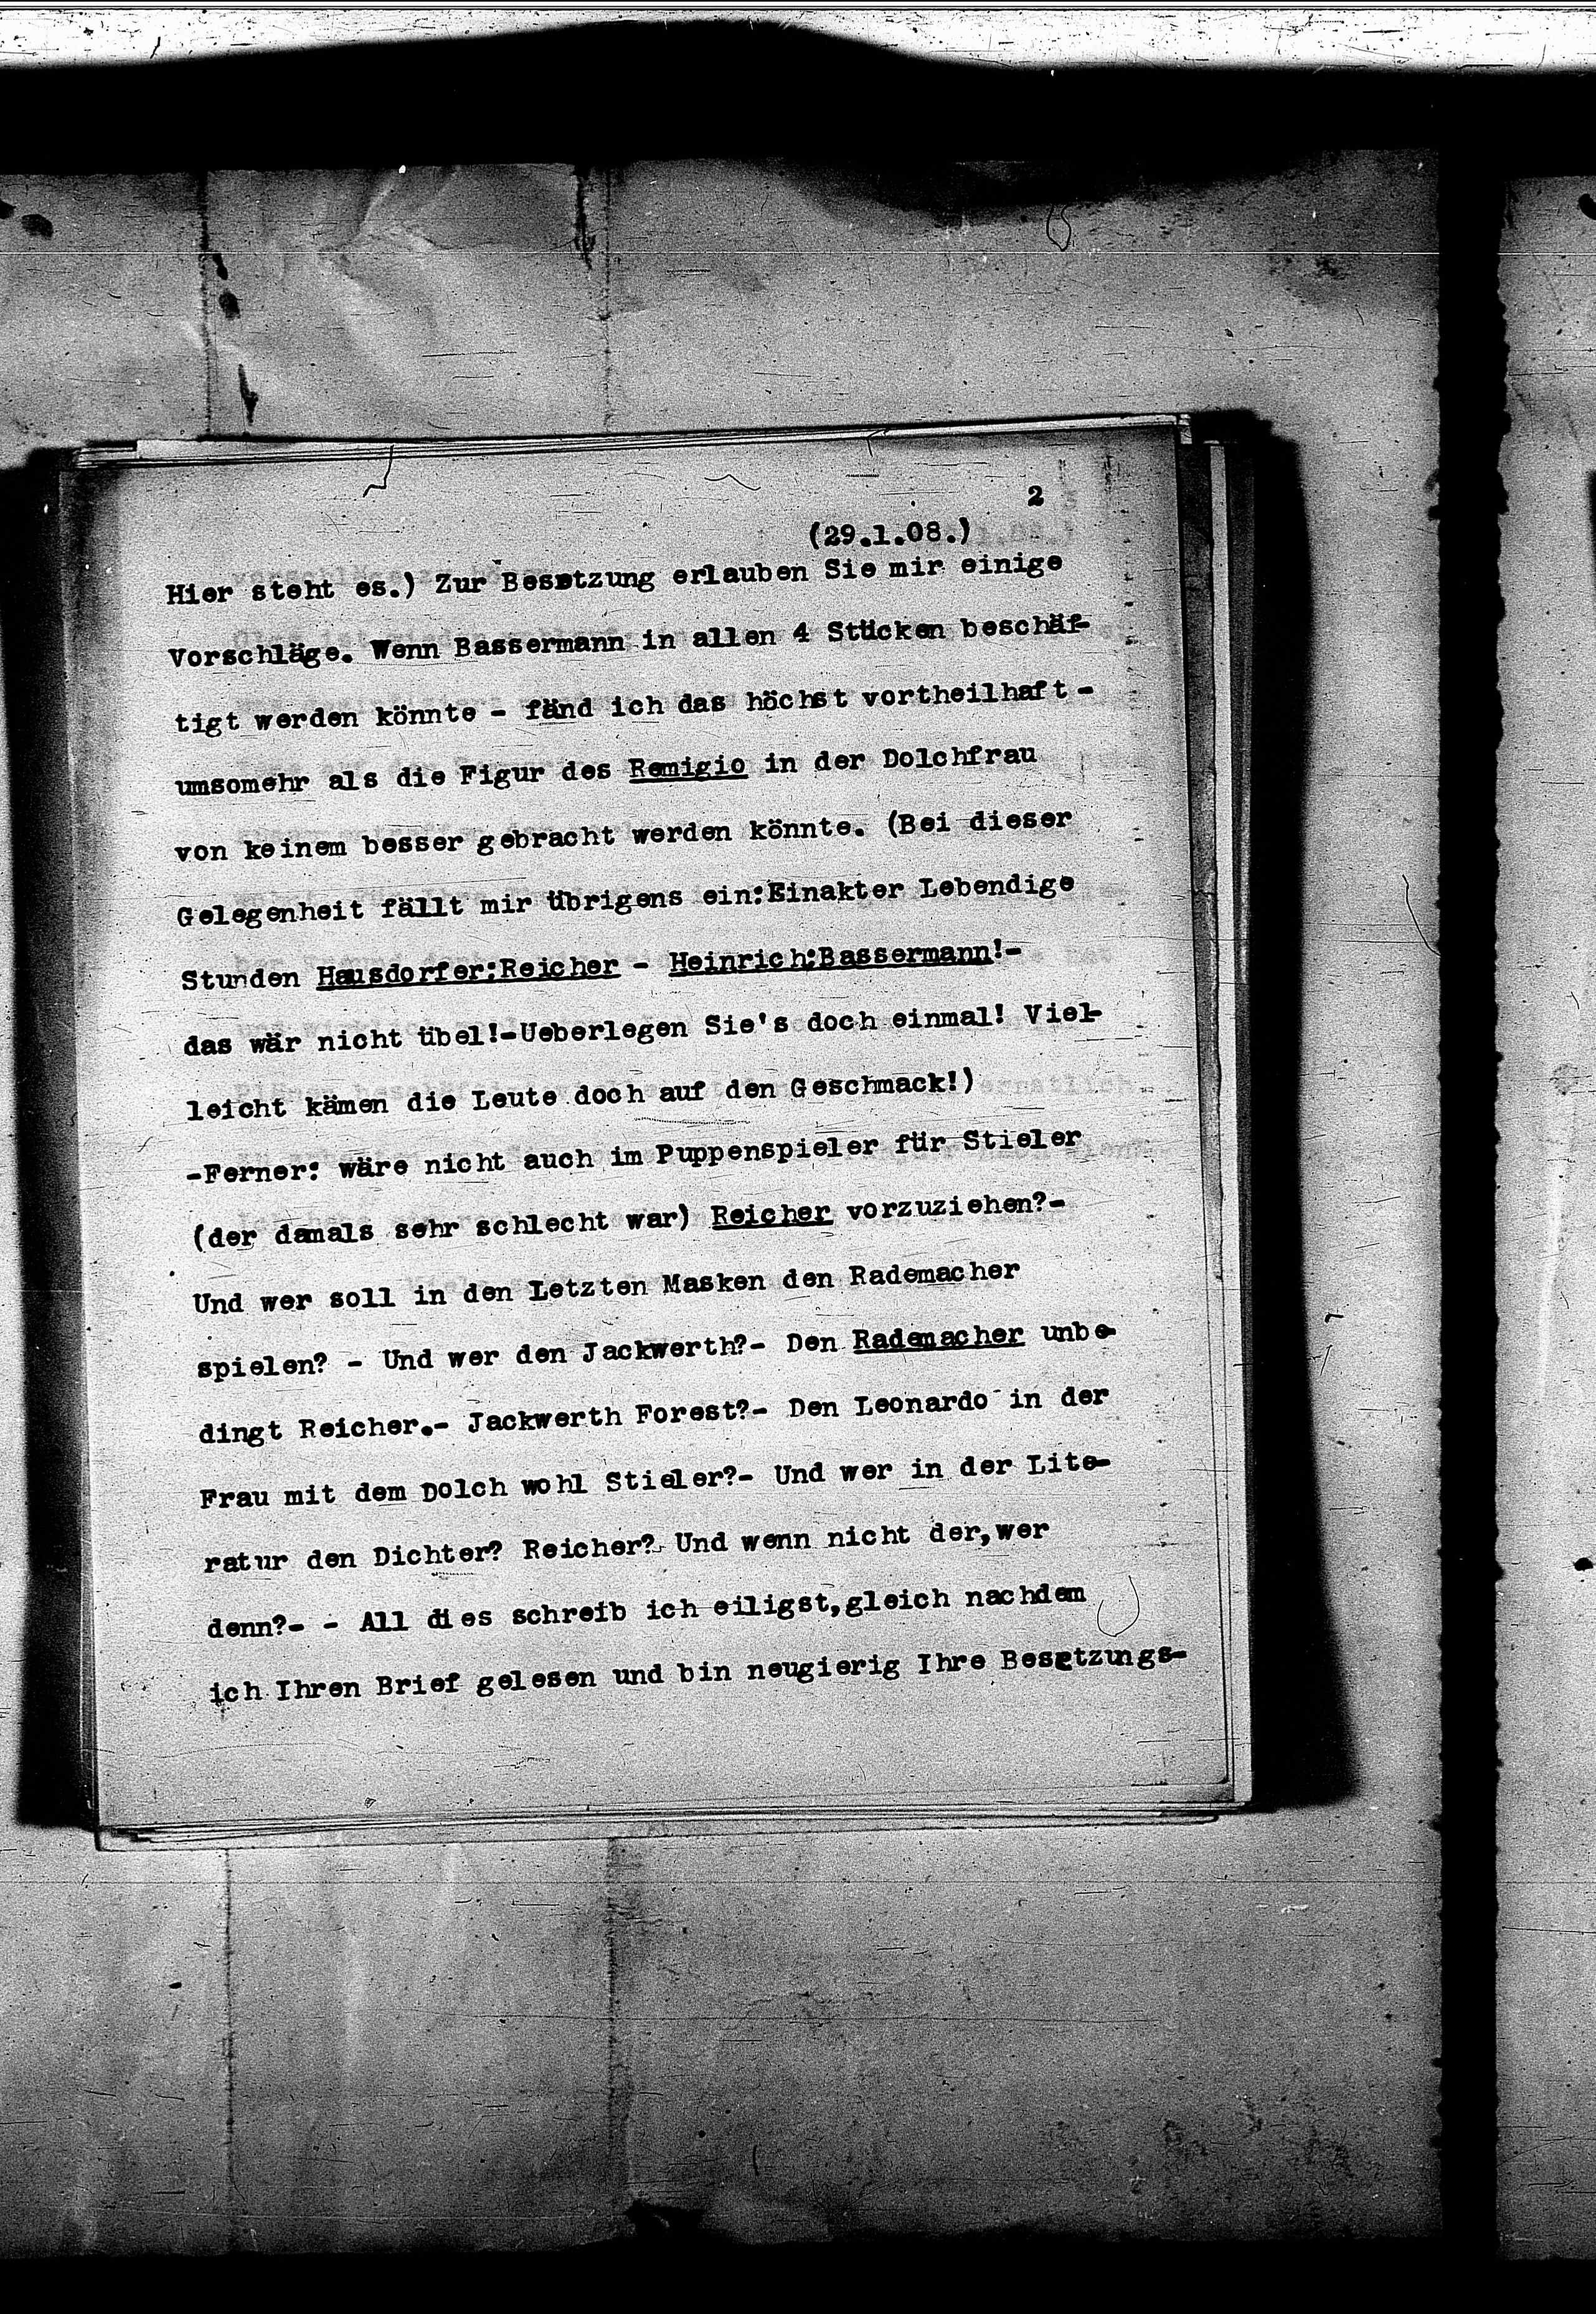 2
(29.1.08.)
Hier steht es.) Zur Besetzung erlauben Sie mir einige
Vorschläge. Wenn Bassermann in allen 4 Stücken beschäf-
tigt werden könnte - fänd ich das höchst vortheilhaft -
umsomehr als die Figur des Remigio in der Dolchfrau
von keinem besser gebracht werden könnte. (Bei dieser
Gelegenheit fällt mir übrigens ein:Einakter Lebendige
Stunden Hausdorfer:Reicher - Heinrich:Bassermann!-
das wär nicht übel!-Ueberlegen Sie's doch einmal! Viel-
leicht kämen die Leute doch auf den Geschmack!)
-Ferner: wäre nicht auch im Puppenspieler für Stieler
(der damals sehr schlecht war) Reicher vorzuziehen?-
Und wer soll in den Letzten Masken den Rademacher
spielen? - Und wer den Jackwerth?- Den Rademacher unbe-
dingt Reicher.- Jackwerth Forest?- Den Leonardo in der
Frau mit dem Dolch wohl Stieler?- Und wer in der Lite-
ratur den Dichter? Reicher?- Und wenn nicht der,wer
denn?- - All dies schreib ich eiligst,gleich nachdem
ich Ihren Brief gelesen und bin neugierig Ihre Besetzungs-